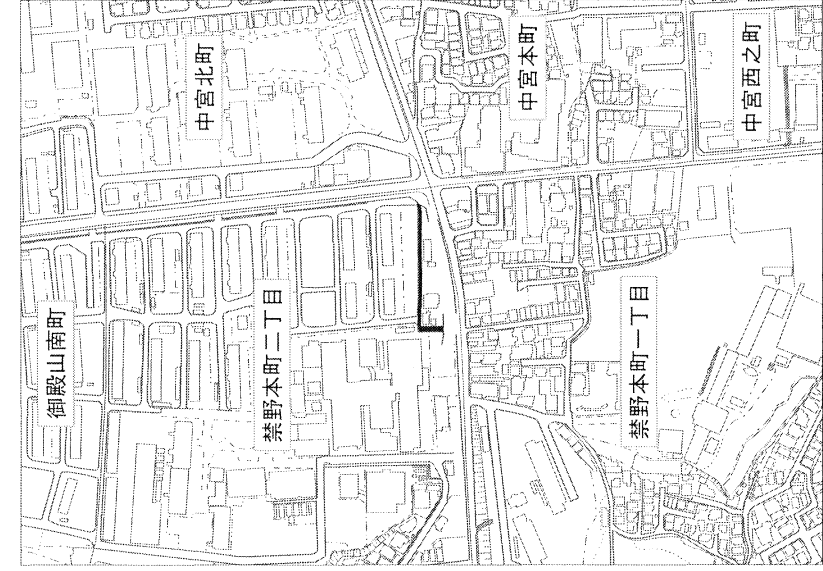 御殿山南町
中宮北町
禁野本町二丁目
中宮本町
禁野本町一丁目
中宮西之町